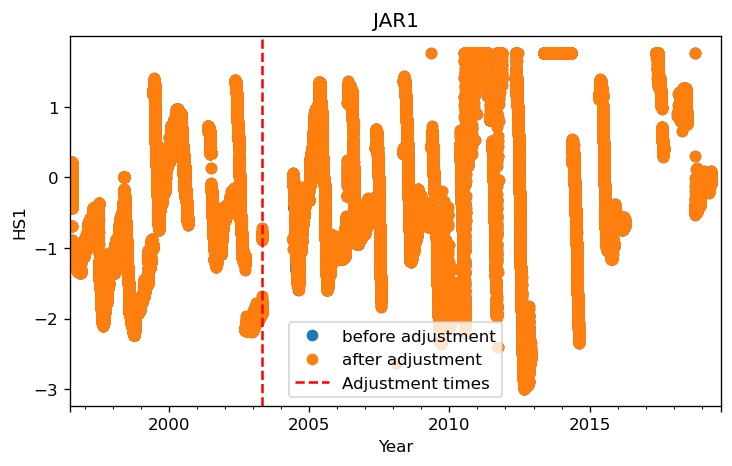 JAR1
HS1
1
0
−1
−2
−3
before adjustment
after adjustment
Adjustment times
2000
2005
2010
2015
Year